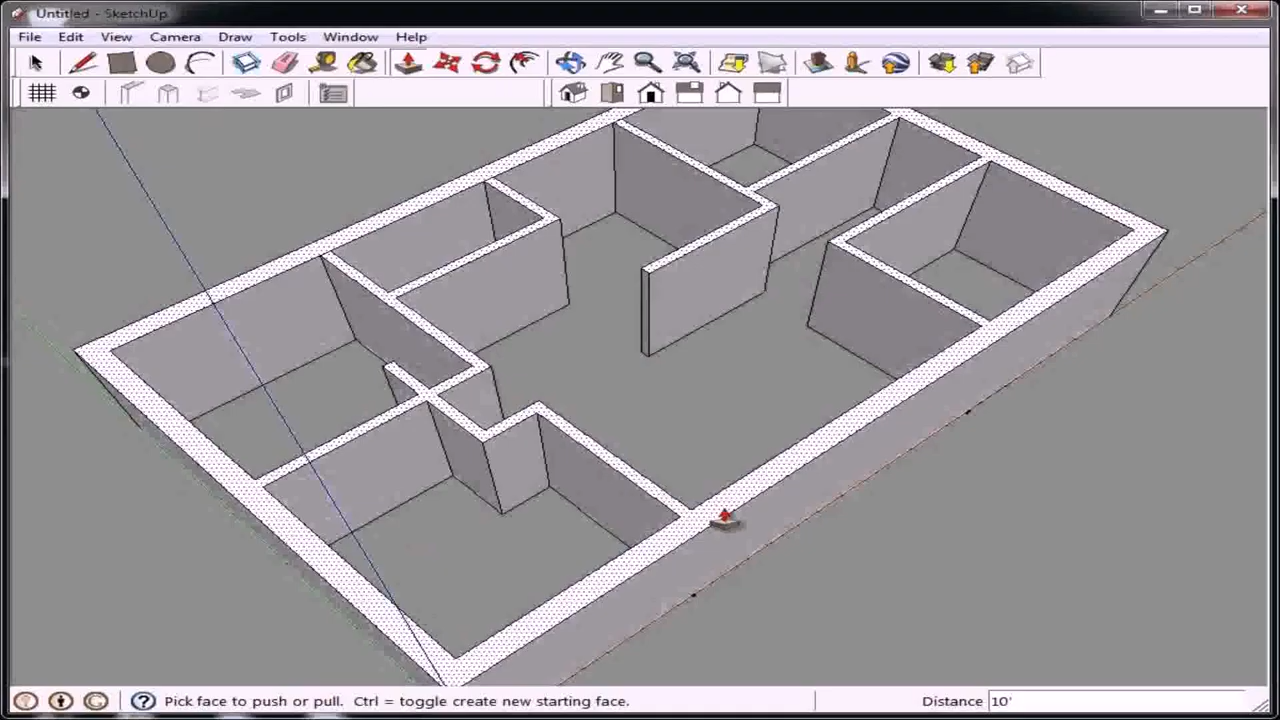 Untitled - SketchUp
File Edit View Camera Draw Tools Window Help
Pick face to push or pull. Ctrl = toggle create new starting face. Distance 10'